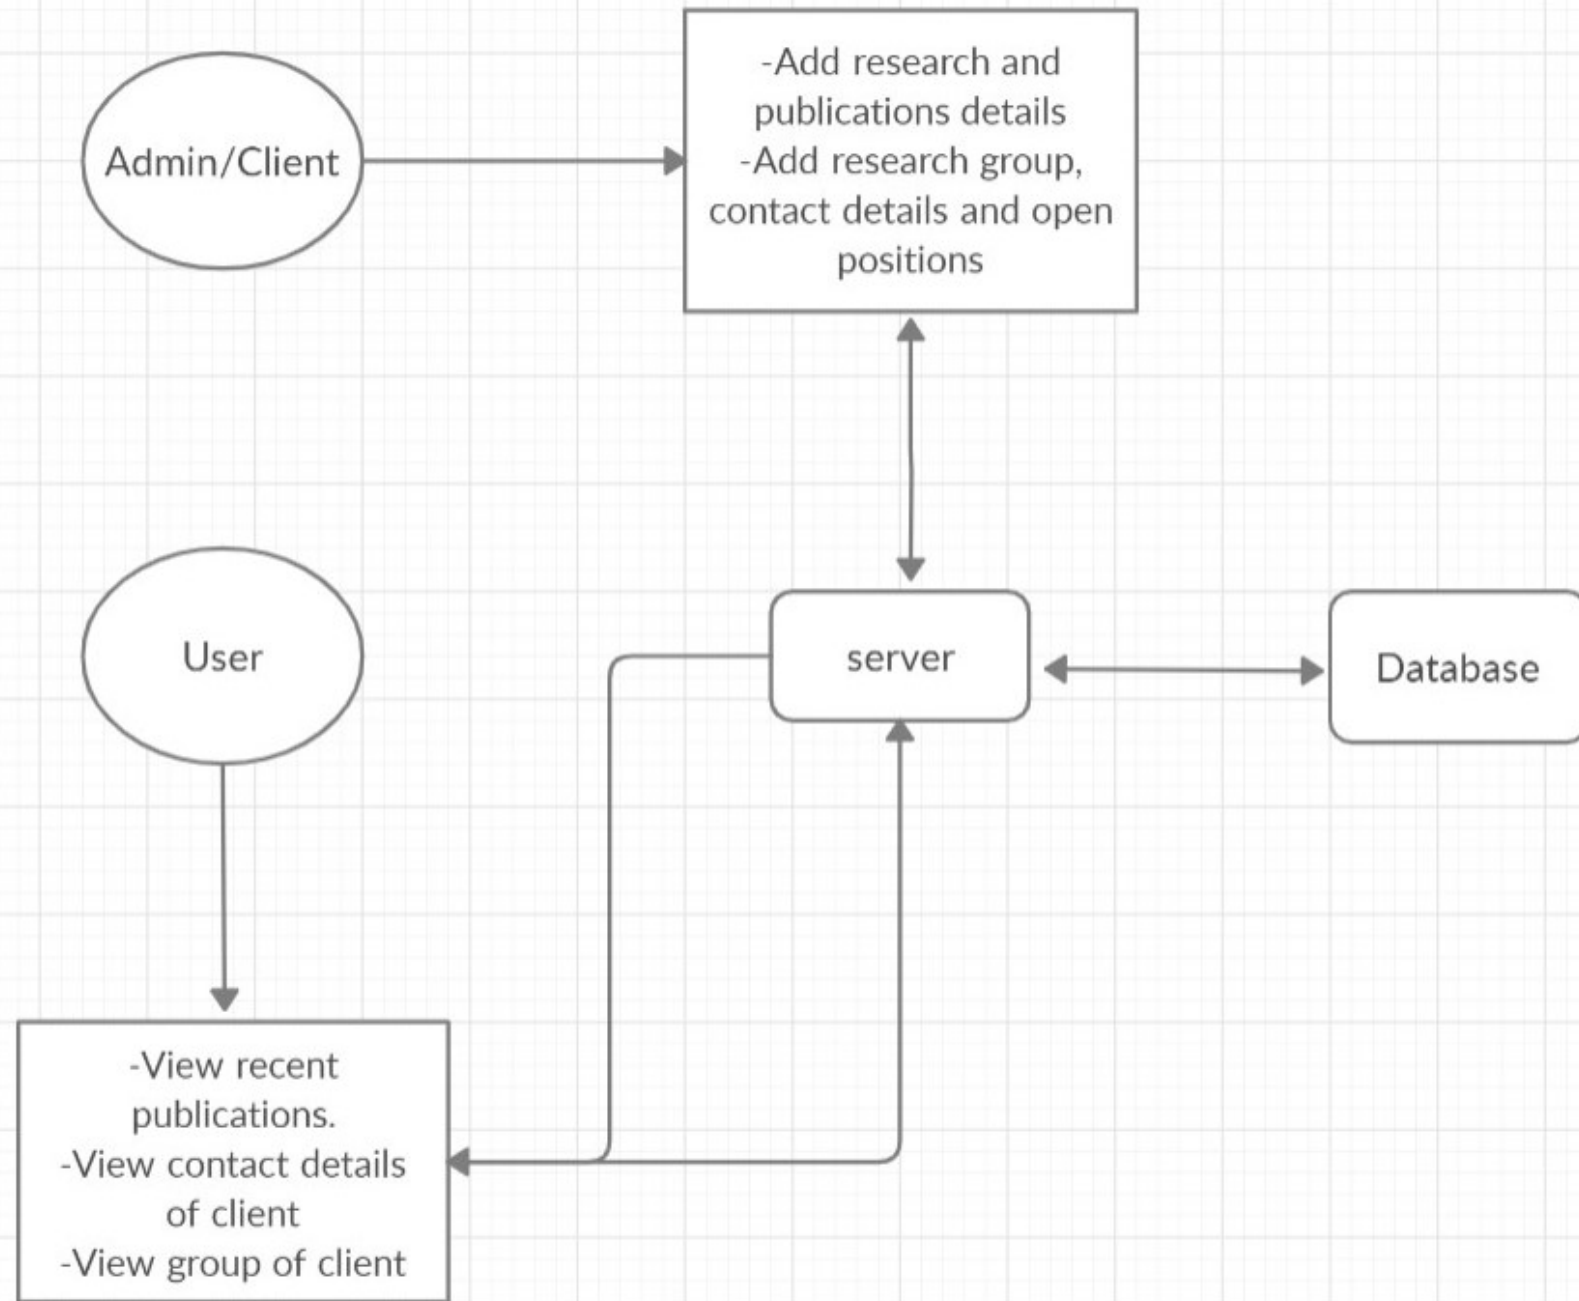 Admin/Client
-Add research and
publications details
-Add research group,
contact details and open
positions
User
server
Database
-View recent
publications.
-View contact details
of client
-View group of client